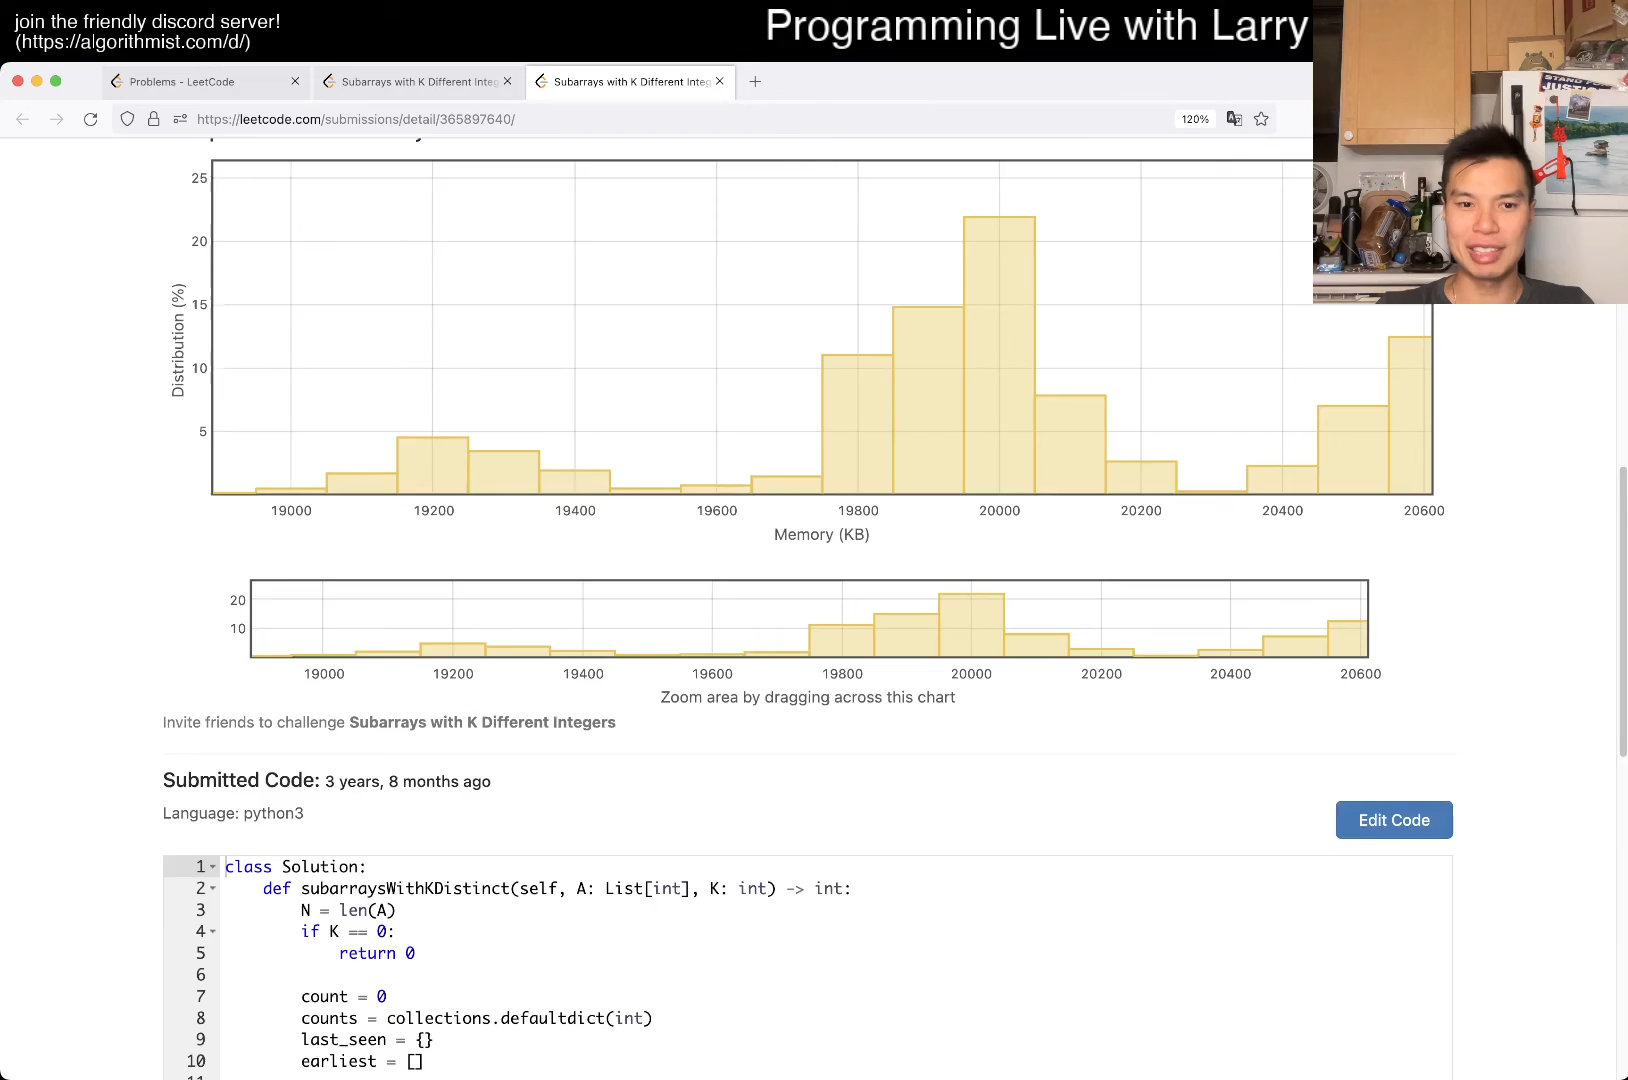 join the friendly discord server!
(https://algorithmist.com/d/)
Programming Live with Larry
Problems - LeetCode
Subarrays with K Different Integ
Subarrays with K Different Integ
https://leetcode.com/submissions/detail/365897640/
120%
25
20
15
10
5
Distribution (%)
19000 19200 19400 19600 19800 20000 20200 20400 20600
Memory (KB)
20
10
19000 19200 19400 19600 19800 20000 20200 20400 20600
Zoom area by dragging across this chart
Invite friends to challenge Subarrays with K Different Integers
Submitted Code: 3 years, 8 months ago
Language: python3
Edit Code
1 class Solution:
2 def subarraysWithKDistinct(self, A: List[int], K: int) -> int:
3 N = len(A)
4 if K == 0:
5 return 0
6
7 count = 0
8 counts = collections.defaultdict(int)
9 last_seen = {}
10 earliest = []